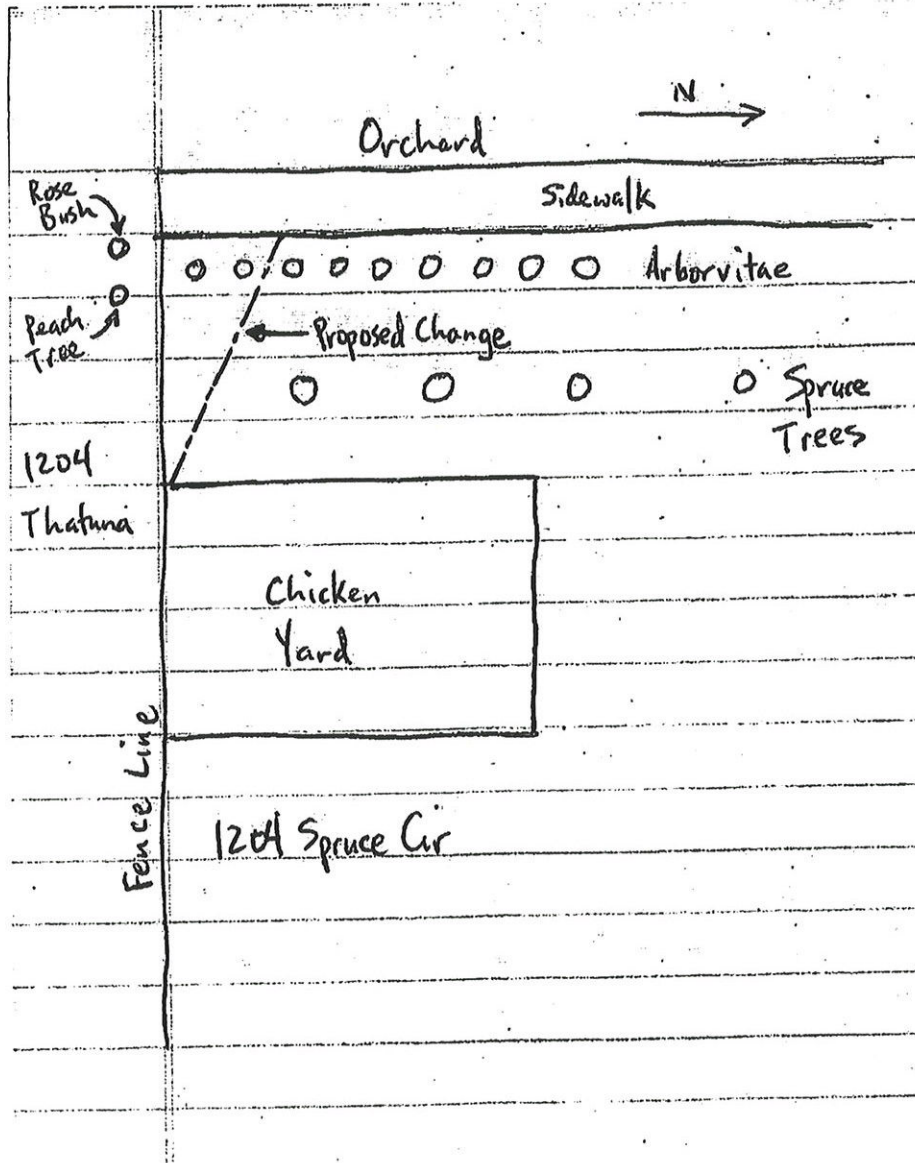 N
Orchard
Sidewalk
Rose
Bush
Arborvitae
Peach
Tree
Proposed Change
Spruce
Trees
1204
Thatuna
Chicken
Yard
Fence Line
1204 Spruce Cir